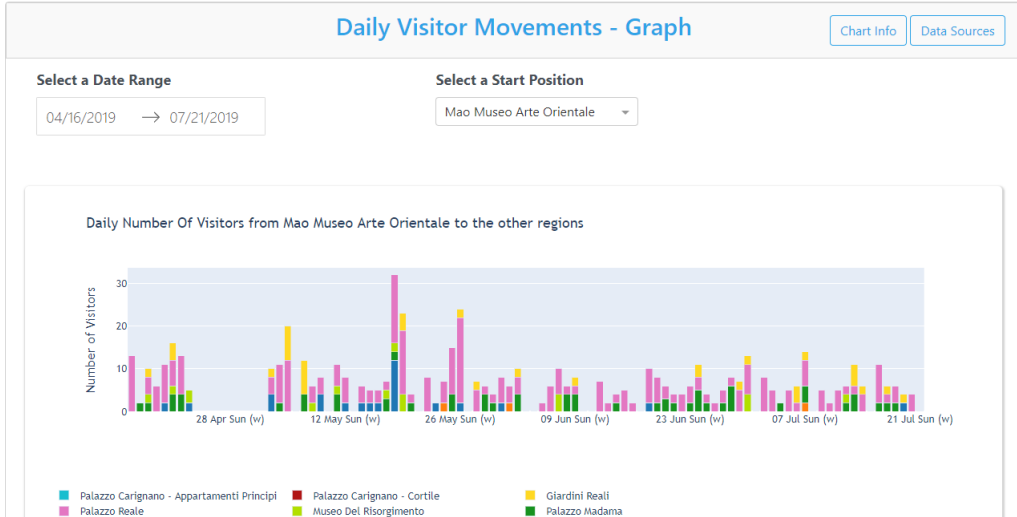 Daily Visitor Movements - Graph
Chart Info
Data Sources
Select a Date Range
Select a Start Position
04/16/2019 → 07/21/2019
Mao Museo Arte Orientale
Daily Number Of Visitors from Mao Museo Arte Orientale to the other regions
Number of Visitors
30
20
10
0
28 Apr Sun (w) 12 May Sun (w) 26 May Sun (w) 09 Jun Sun (w) 23 Jun Sun (w) 07 Jul Sun (w) 21 Jul Sun (w)
Palazzo Carignano - Appartamenti Principi Palazzo Carignano - Cortile Giardini Reali
Palazzo Reale Museo Del Risorgimento Palazzo Madama